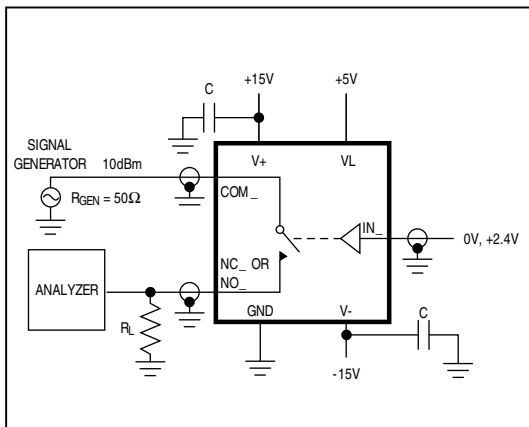 +15V
+5V
C
SIGNAL
GENERATOR
10dBm
V+
VL
COM_
RGEN = 50Ω
IN_
0V, +2.4V
NC_ OR
NO_
ANALYZER
RL
GND
V-
C
-15V